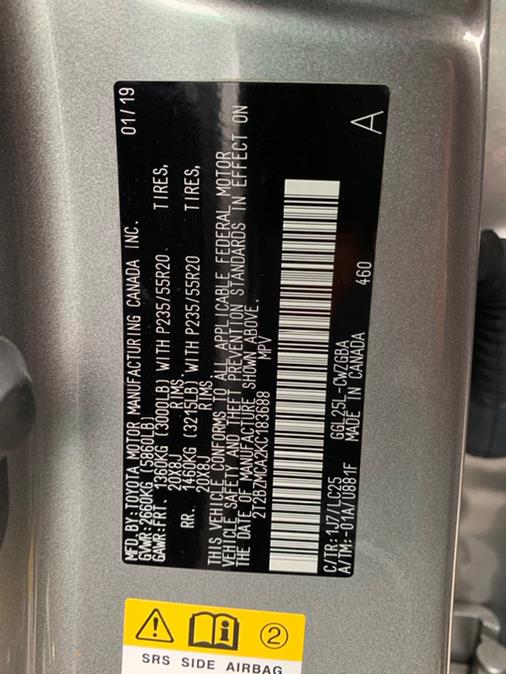 MFD.BY:TOYOTA MOTOR MANUFACTURING CANADA INC. 01/19
GVWR:2660KG (5860LB)
GAWR:FRT. 1360KG (3000LB) WITH P235/55R20 TIRES,
20X8J RIMS
RR. 1460KG (3215LB) WITH P235/55R20 TIRES,
20X8J RIMS
THIS VEHICLE CONFORMS TO ALL APPLICABLE FEDERAL MOTOR
VEHICLE SAFETY AND THEFT PREVENTION STANDARDS IN EFFECT ON
THE DATE OF MANUFACTURE SHOWN ABOVE.
2T2BZMCA2KC183688 MPV
C/TR:1J7/LC25 GGL25L-CWZGBA 460
A/TM:-01A/U881F MADE IN CANADA A
2
SRS SIDE AIRBAG